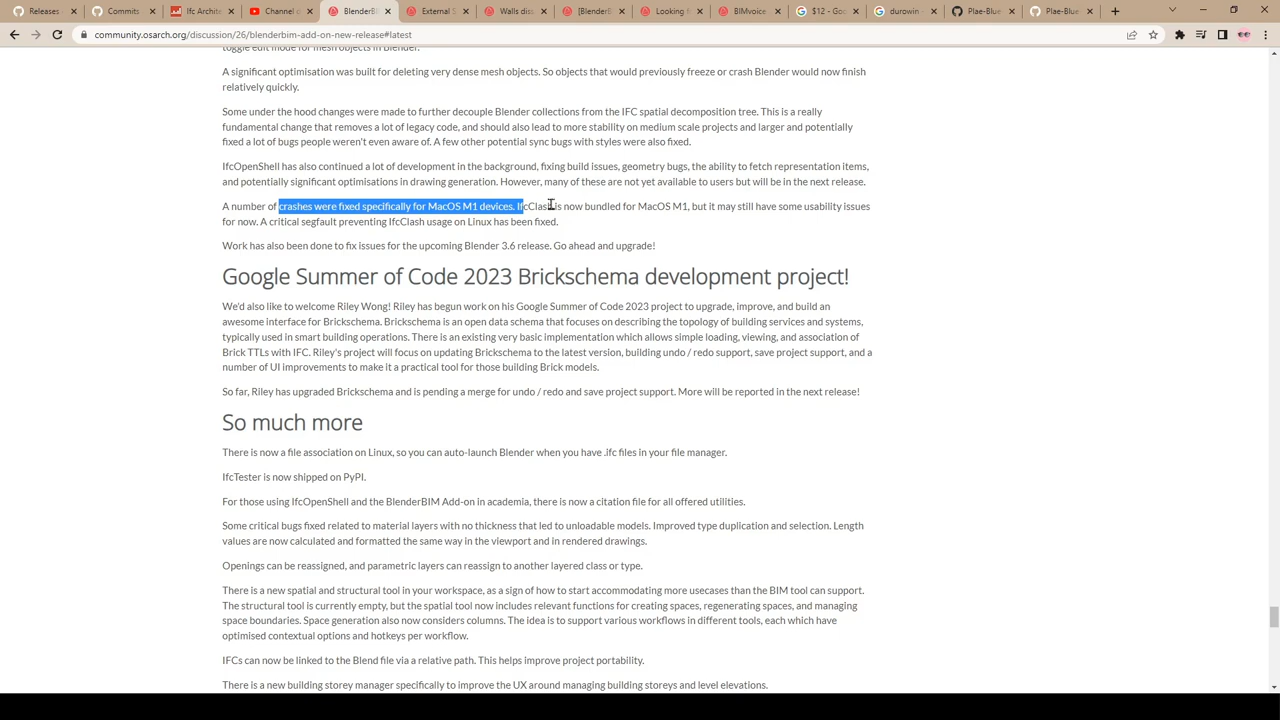 Releases -
Commits
Ifc Archite
Channel c
BlenderBI
External S
Walls dis
[BlenderB
Looking f
BIMvoice
$12 - Goo
durowin -
Plae-Blue
Plae-Blue
community.osarch.org/discussion/26/blenderbim-add-on-new-release#latest
toggle edit mode for mesh objects in Blender.
A significant optimisation was built for deleting very dense mesh objects. So objects that would previously freeze or crash Blender would now finish
relatively quickly.
Some under the hood changes were made to further decouple Blender collections from the IFC spatial decomposition tree. This is a really
fundamental change that removes a lot of legacy code, and should also lead to more stability on medium scale projects and larger and potentially
fixed a lot of bugs people weren't even aware of. A few other potential sync bugs with styles were also fixed.
IfcOpenShell has also continued a lot of development in the background, fixing build issues, geometry bugs, the ability to fetch representation items,
and potentially significant optimisations in drawing generation. However, many of these are not yet available to users but will be in the next release.
A number of crashes were fixed specifically for MacOS M1 devices. IfcClash is now bundled for MacOS M1, but it may still have some usability issues
for now. A critical segfault preventing IfcClash usage on Linux has been fixed.
Work has also been done to fix issues for the upcoming Blender 3.6 release. Go ahead and upgrade!
Google Summer of Code 2023 Brickschema development project!
We'd also like to welcome Riley Wong! Riley has begun work on his Google Summer of Code 2023 project to upgrade, improve, and build an
awesome interface for Brickschema. Brickschema is an open data schema that focuses on describing the topology of building services and systems,
typically used in smart building operations. There is an existing very basic implementation which allows simple loading, viewing, and association of
Brick TTLs with IFC. Riley's project will focus on updating Brickschema to the latest version, building undo / redo support, save project support, and a
number of UI improvements to make it a practical tool for those building Brick models.
So far, Riley has upgraded Brickschema and is pending a merge for undo / redo and save project support. More will be reported in the next release!
So much more
There is now a file association on Linux, so you can auto-launch Blender when you have .ifc files in your file manager.
IfcTester is now shipped on PyPI.
For those using IfcOpenShell and the BlenderBIM Add-on in academia, there is now a citation file for all offered utilities.
Some critical bugs fixed related to material layers with no thickness that led to unloadable models. Improved type duplication and selection. Length
values are now calculated and formatted the same way in the viewport and in rendered drawings.
Openings can be reassigned, and parametric layers can reassign to another layered class or type.
There is a new spatial and structural tool in your workspace, as a sign of how to start accommodating more usecases than the BIM tool can support.
The structural tool is currently empty, but the spatial tool now includes relevant functions for creating spaces, regenerating spaces, and managing
space boundaries. Space generation also now considers columns. The idea is to support various workflows in different tools, each which have
optimised contextual options and hotkeys per workflow.
IFCs can now be linked to the Blend file via a relative path. This helps improve project portability.
There is a new building storey manager specifically to improve the UX around managing building storeys and level elevations.